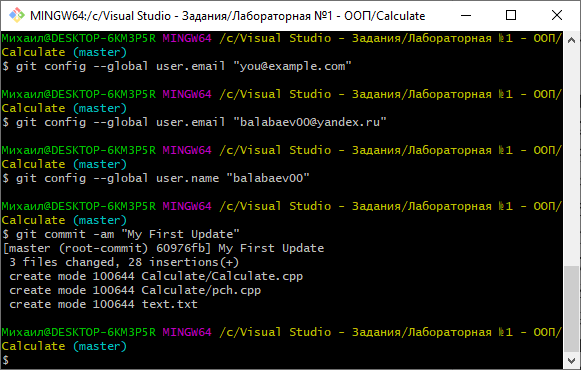 MINGW64:/c/Visual Studio - Задания/Лабораторная №1 - ООП/Calculate
Михаил@DESKTOP-6KM3P5R MINGW64 /c/Visual Studio - Задания/Лабораторная №1 - ООП/
Calculate (master)
$ git config --global user.email "you@example.com"
Михаил@DESKTOP-6KM3P5R MINGW64 /c/Visual Studio - Задания/Лабораторная №1 - ООП/
Calculate (master)
$ git config --global user.email "balabaev00@yandex.ru"
Михаил@DESKTOP-6KM3P5R MINGW64 /c/Visual Studio - Задания/Лабораторная №1 - ООП/
Calculate (master)
$ git config --global user.name "balabaev00"
Михаил@DESKTOP-6KM3P5R MINGW64 /c/Visual Studio - Задания/Лабораторная №1 - ООП/
Calculate (master)
$ git commit -am "My First Update"
[master (root-commit) 60976fb] My First Update
 3 files changed, 28 insertions(+)
 create mode 100644 Calculate/Calculate.cpp
 create mode 100644 Calculate/pch.cpp
 create mode 100644 text.txt
Михаил@DESKTOP-6KM3P5R MINGW64 /c/Visual Studio - Задания/Лабораторная №1 - ООП/
Calculate (master)
$